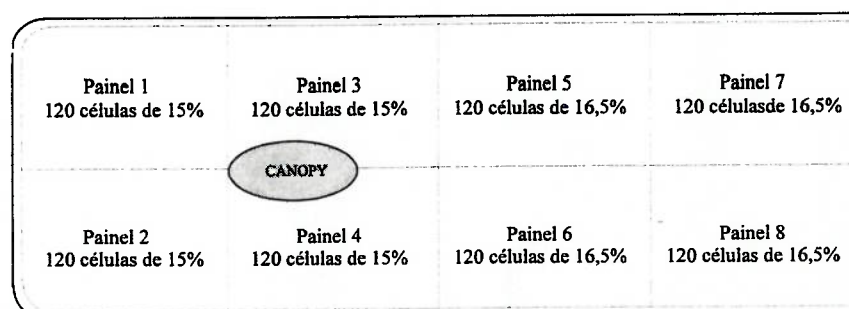 Painel 1
120 células de 15%
Painel 3
120 células de 15%
Painel 5
120 células de 16,5%
Painel 7
120 célulasde 16,5%
CANOPY
Painel 2
120 células de 15%
Painel 4
120 células de 15%
Painel 6
120 células de 16,5%
Painel 8
120 células de 16,5%